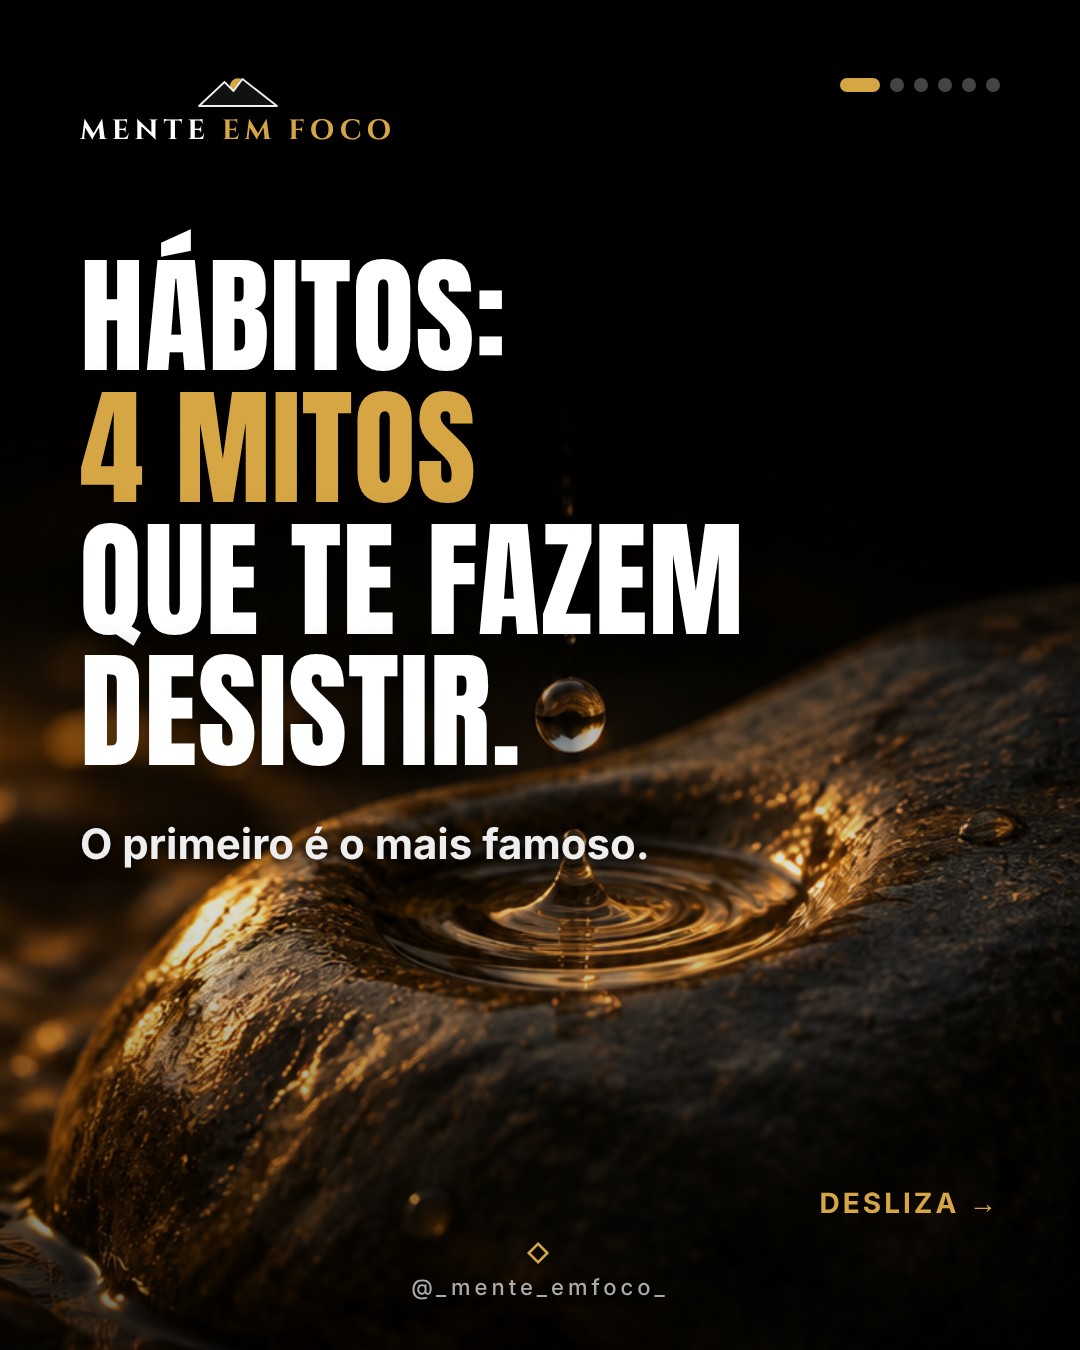 MENTE EM FOCO
HÁBITOS:
4 MITOS
QUE TE FAZEM
DESISTIR.
O primeiro é o mais famoso.
DESLIZA →
@_mente_emfoco_